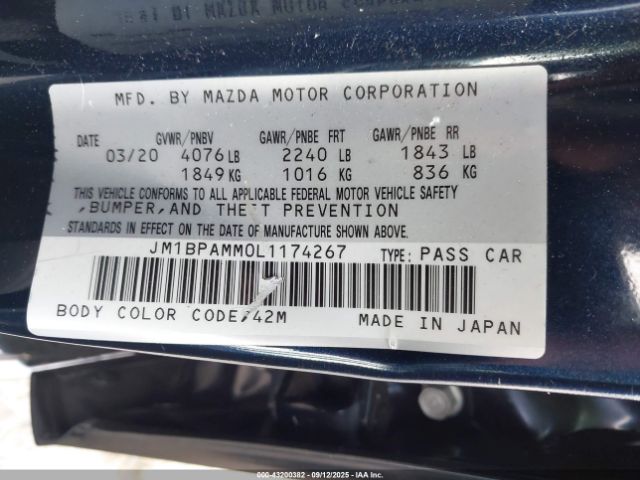 MFD. BY MAZDA MOTOR CORPORATION
DATE GVWR/PNBV GAWR/PNBE FRT GAWR/PNBE RR
03/20 4076 LB 2240 LB 1843 LB
1849 KG 1016 KG 836 KG
THIS VEHICLE CONFORMS TO ALL APPLICABLE FEDERAL MOTOR VEHICLE SAFETY
,BUMPER,AND THEFT PREVENTION
STANDARDS IN EFFECT ON THE DATE OF MANUFACTURE SHOWN ABOVE.
JM1BPAMM0L1174267 TYPE: PASS CAR
BODY COLOR CODE:42M MADE IN JAPAN
000-43200382 - 09/12/2025 - IAA Inc.